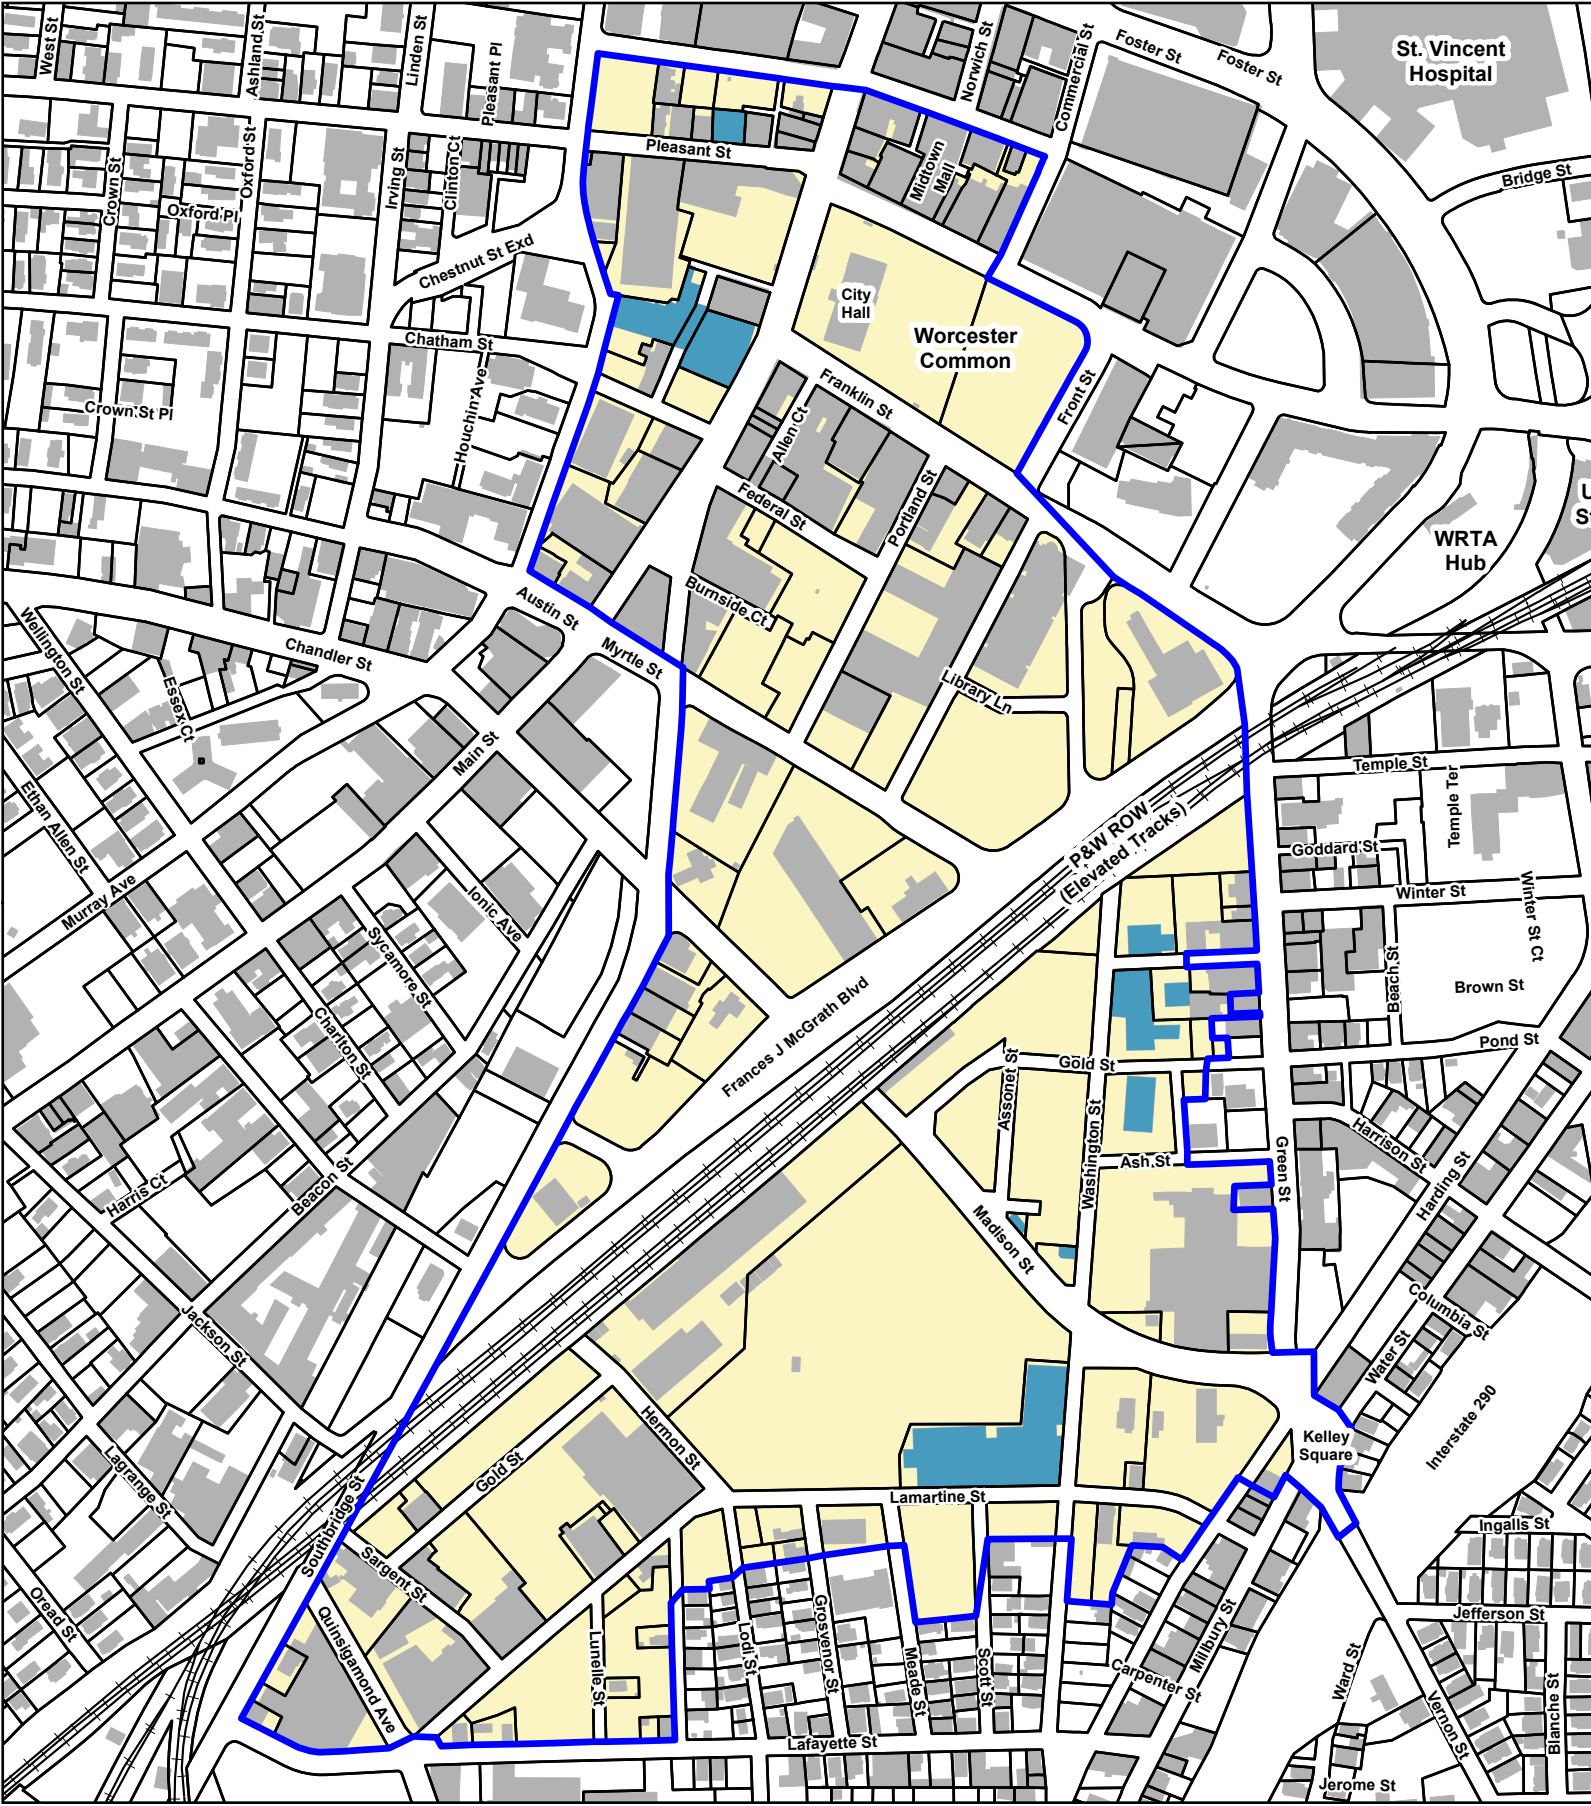 West St
Ashland St
Linden St
Pleasant Pl
Norwich St
Commercial St
Foster St
Foster St
St. Vincent
Hospital
Crown St
Oxford St
Irving St
Clinton Ct
Pleasant St
Midtown
Mall
Bridge St
Oxford Pl
Chestnut St Exd
City
Hall
Worcester
Common
Chatham St
Franklin St
Front St
Crown St Pl
Houchin Ave
Allen Ct
Federal St
Portland St
WRTA
Hub
U
S
Wellington St
Austin St
Burnside Ct
Chandler St
Myrtle St
Essex Ct
Library Ln
Main St
Temple St
Temple Ter
Ethan Allen St
P&W ROW
(Elevated Tracks)
Goddard St
Murray Ave
Ionic Ave
Winter St
Winter St Ct
Sycamore St
Beach St
Brown St
Charlton St
Frances J McGrath Blvd
Assonet St
Gold St
Pond St
Washington St
Harrison St
Harris Ct
Beacon St
Ash St
Green St
Harding St
Madison St
Columbia St
Jackson St
Water St
Hermon St
Kelley
Square
Interstate 290
Lagrange St
Gold St
Southbridge St
Lamartine St
Ingalls St
Sargent St
Oread St
Quinsigamond Ave
Lunelle St
Lodi St
Grosvenor St
Meade St
Scott St
Millbury St
Carpenter St
Ward St
Jefferson St
Vernon St
Blanche St
Lafayette St
Jerome St